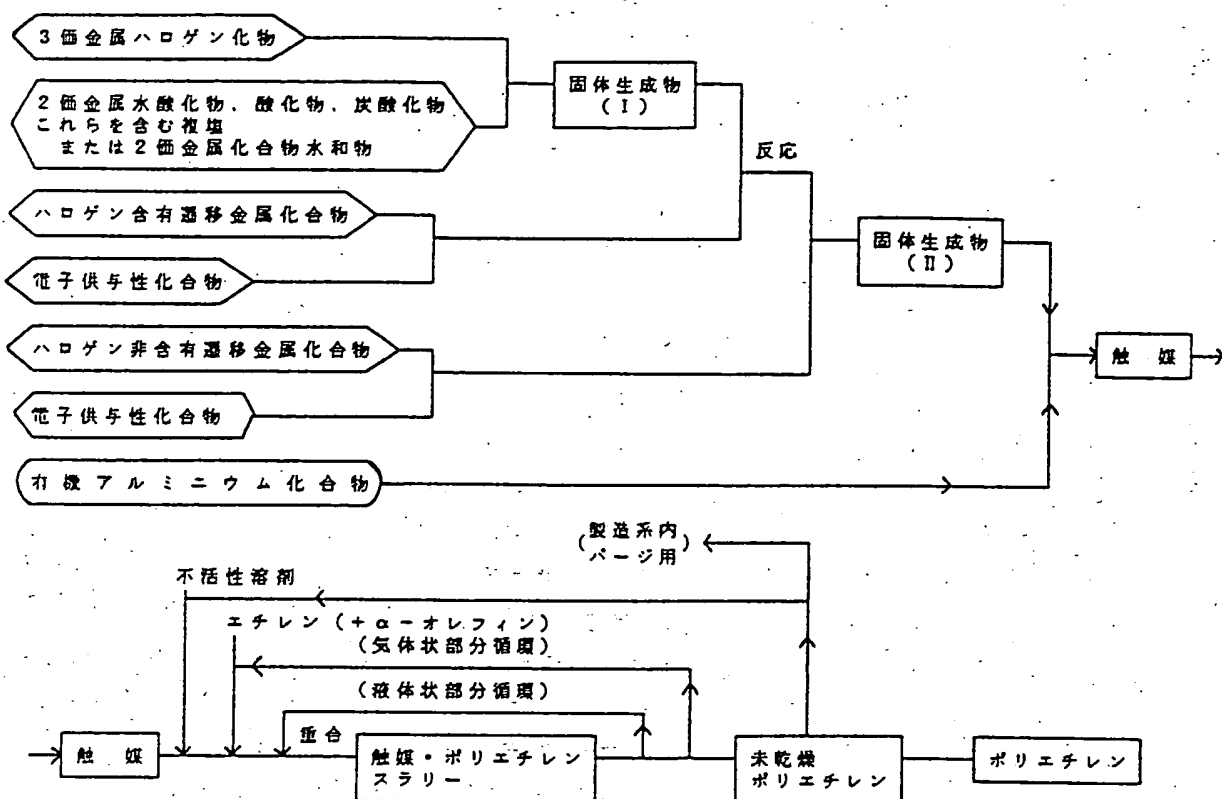 3価金属ハロゲン化物
2価金属水酸化物、酸化物、炭酸化物
これらを含む複塩
または2価金属化合物水和物
固体生成物
(I)
反応
ハロゲン含有遷移金属化合物
電子供与性化合物
固体生成物
(II)
ハロゲン非含有遷移金属化合物
電子供与性化合物
触媒
有機アルミニウム化合物
(製造系内
パージ用)
不活性溶剤
エチレン(+α-オレフィン)
(気体状部分循環)
(液体状部分循環)
重合
触媒
触媒・ポリエチレン
スラリー
未乾燥
ポリエチレン
ポリエチレン